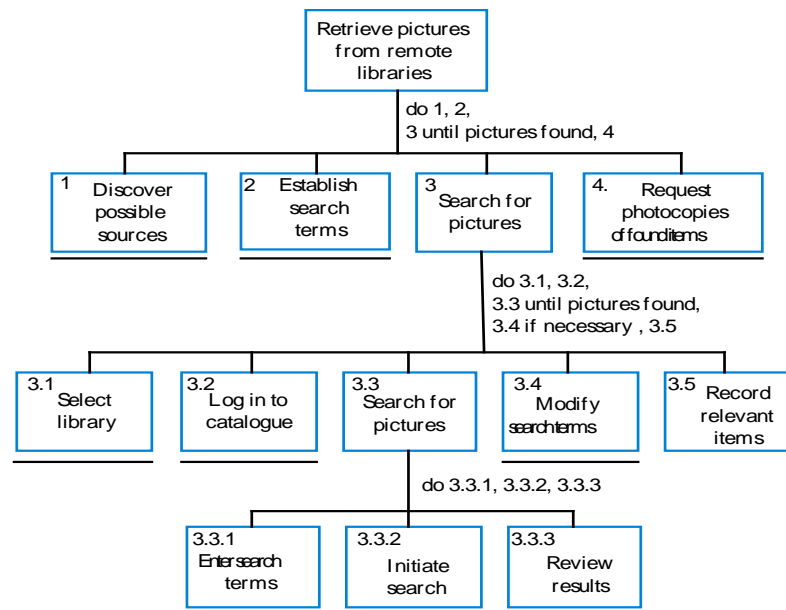 Retrieve pictures
from remote
libraries
do 1, 2,
3 until pictures found, 4
1
Discover
possible
sources
2
Establish
search
terms
3
Search for
pictures
4.
Request
photocopies
of found items
do 3.1, 3.2,
3.3 until pictures found,
3.4 if necessary , 3.5
3.1
Select
library
3.2
Log in to
catalogue
3.3
Search for
pictures
3.4
Modify
search terms
3.5
Record
relevant
items
do 3.3.1, 3.3.2, 3.3.3
3.3.1
Enter search
terms
3.3.2
Initiate
search
3.3.3
Review
results